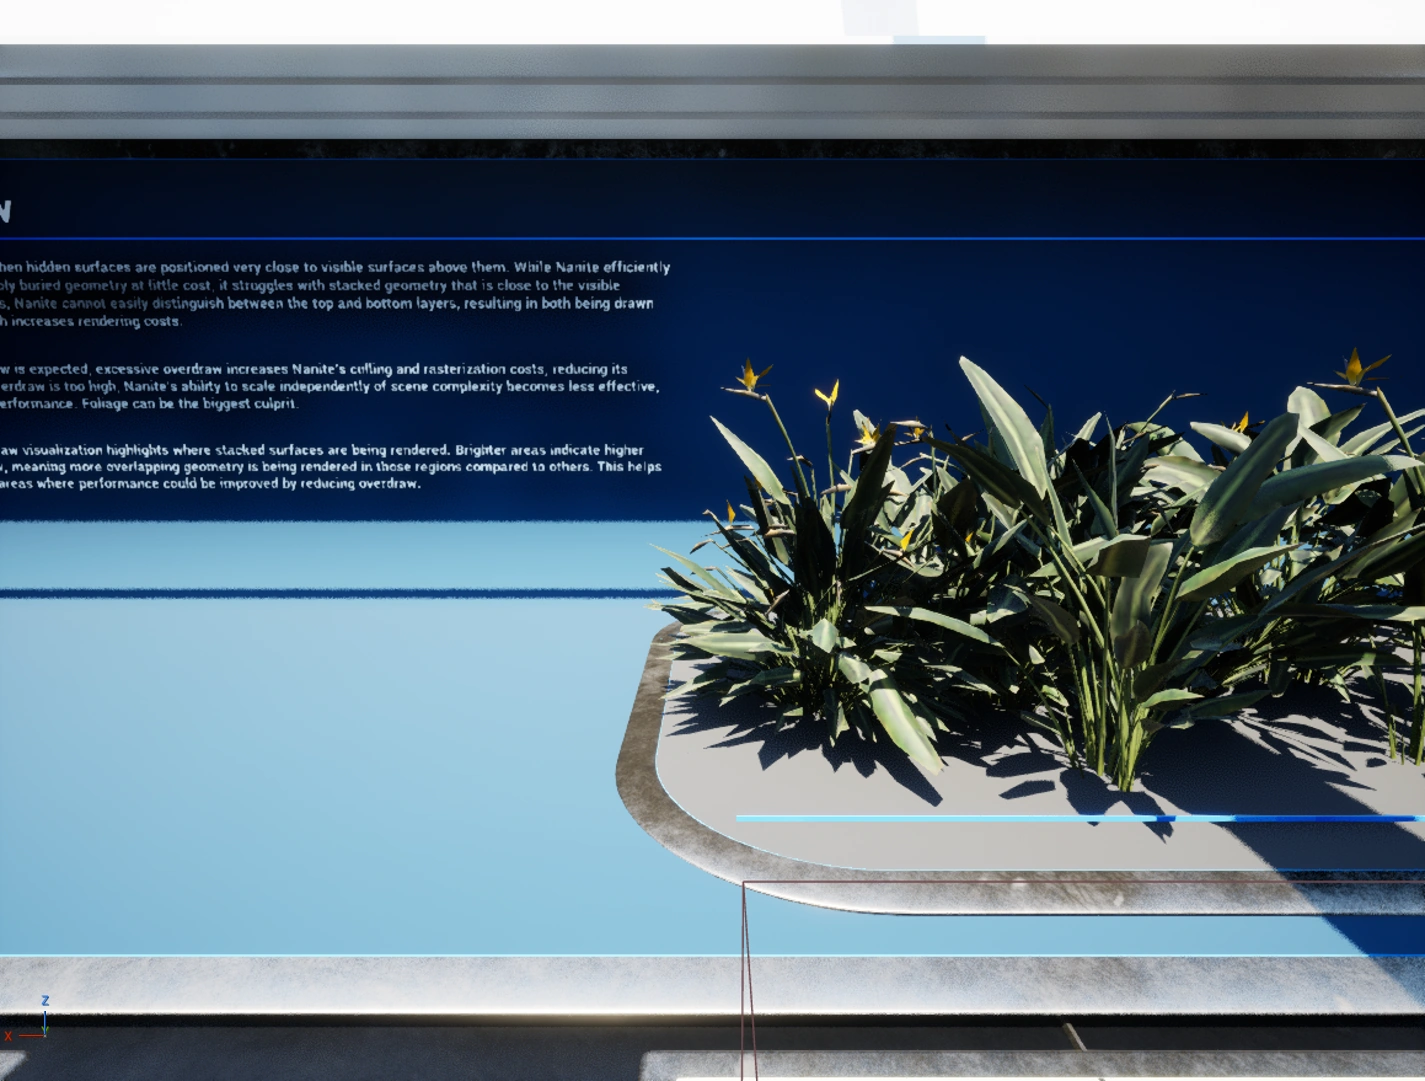 hen hidden surfaces are positioned very close to visible surfaces above them. While Nanite efficiently
buried geometry at little cost, it struggles with stacked geometry that is close to the visible
s, Nanite cannot easily distinguish between the top and bottom layers, resulting in both being drawn
h increases rendering costs.
w is expected, excessive overdraw increases Nanite's culling and rasterization costs, reducing its
erdraw is too high, Nanite's ability to scale independently of scene complexity becomes less effective,
erformance. Foliage can be the biggest culprit.
aw visualization highlights where stacked surfaces are being rendered. Brighter areas indicate higher
, meaning more overlapping geometry is being rendered in those regions compared to others. This helps
areas where performance could be improved by reducing overdraw.
Z
X